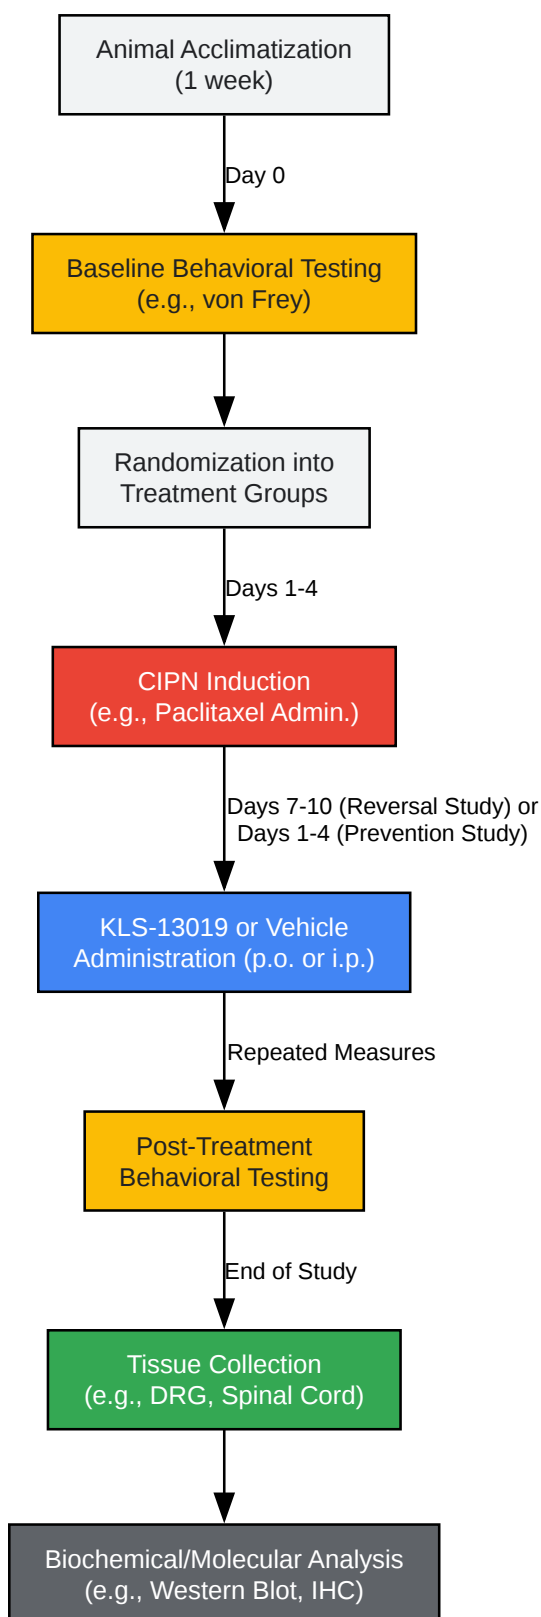 Animal Acclimatization
(1 week)
Day 0
Baseline Behavioral Testing
(e.g., von Frey)
Randomization into
Treatment Groups
Days 1-4
CIPN Induction
(e.g., Paclitaxel Admin.)
Days 7-10 (Reversal Study) or
Days 1-4 (Prevention Study)
KLS-13019 or Vehicle
Administration (p.o. or i.p.)
Repeated Measures
Post-Treatment
Behavioral Testing
End of Study
Tissue Collection
(e.g., DRG, Spinal Cord)
Biochemical/Molecular Analysis
(e.g., Western Blot, IHC)